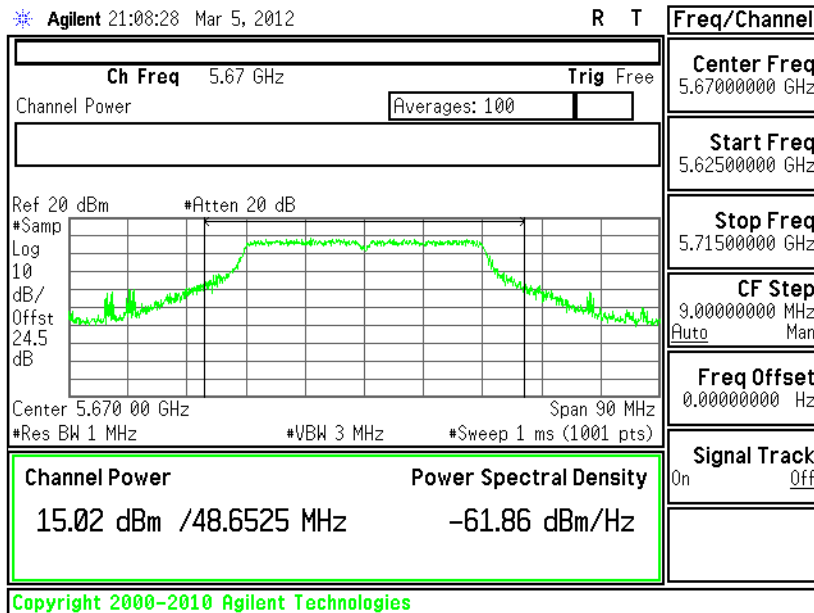 Agilent 21:08:28 Mar 5, 2012 R T
Ch Freq 5.67 GHz Trig Free
Channel Power Averages: 100
Ref 20 dBm #Atten 20 dB
#Samp
Log
10
dB/
Offst
24.5
dB
Center 5.670 00 GHz Span 90 MHz
#Res BW 1 MHz #VBW 3 MHz #Sweep 1 ms (1001 pts)
Channel Power Power Spectral Density
15.02 dBm /48.6525 MHz -61.86 dBm/Hz
Copyright 2000-2010 Agilent Technologies
Freq/Channel
Center Freq
5.67000000 GHz
Start Freq
5.62500000 GHz
Stop Freq
5.71500000 GHz
CF Step
9.00000000 MHz
Auto Man
Freq Offset
0.00000000 Hz
Signal Track
On Off